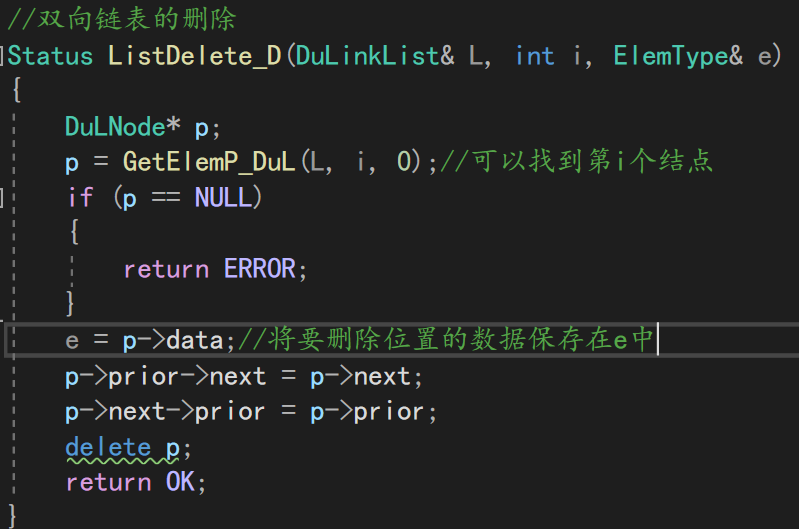 //双向链表的删除
Status ListDelete_D(DuLinkList& L, int i, ElemType& e)
{
DuLNode* p;
p = GetElemP_DuL(L, i, 0);//可以找到第i个结点
if (p == NULL)
{
return ERROR;
}
e = p->data;//将要删除位置的数据保存在e中
p->prior->next = p->next;
p->next->prior = p->prior;
delete p;
return OK;
}